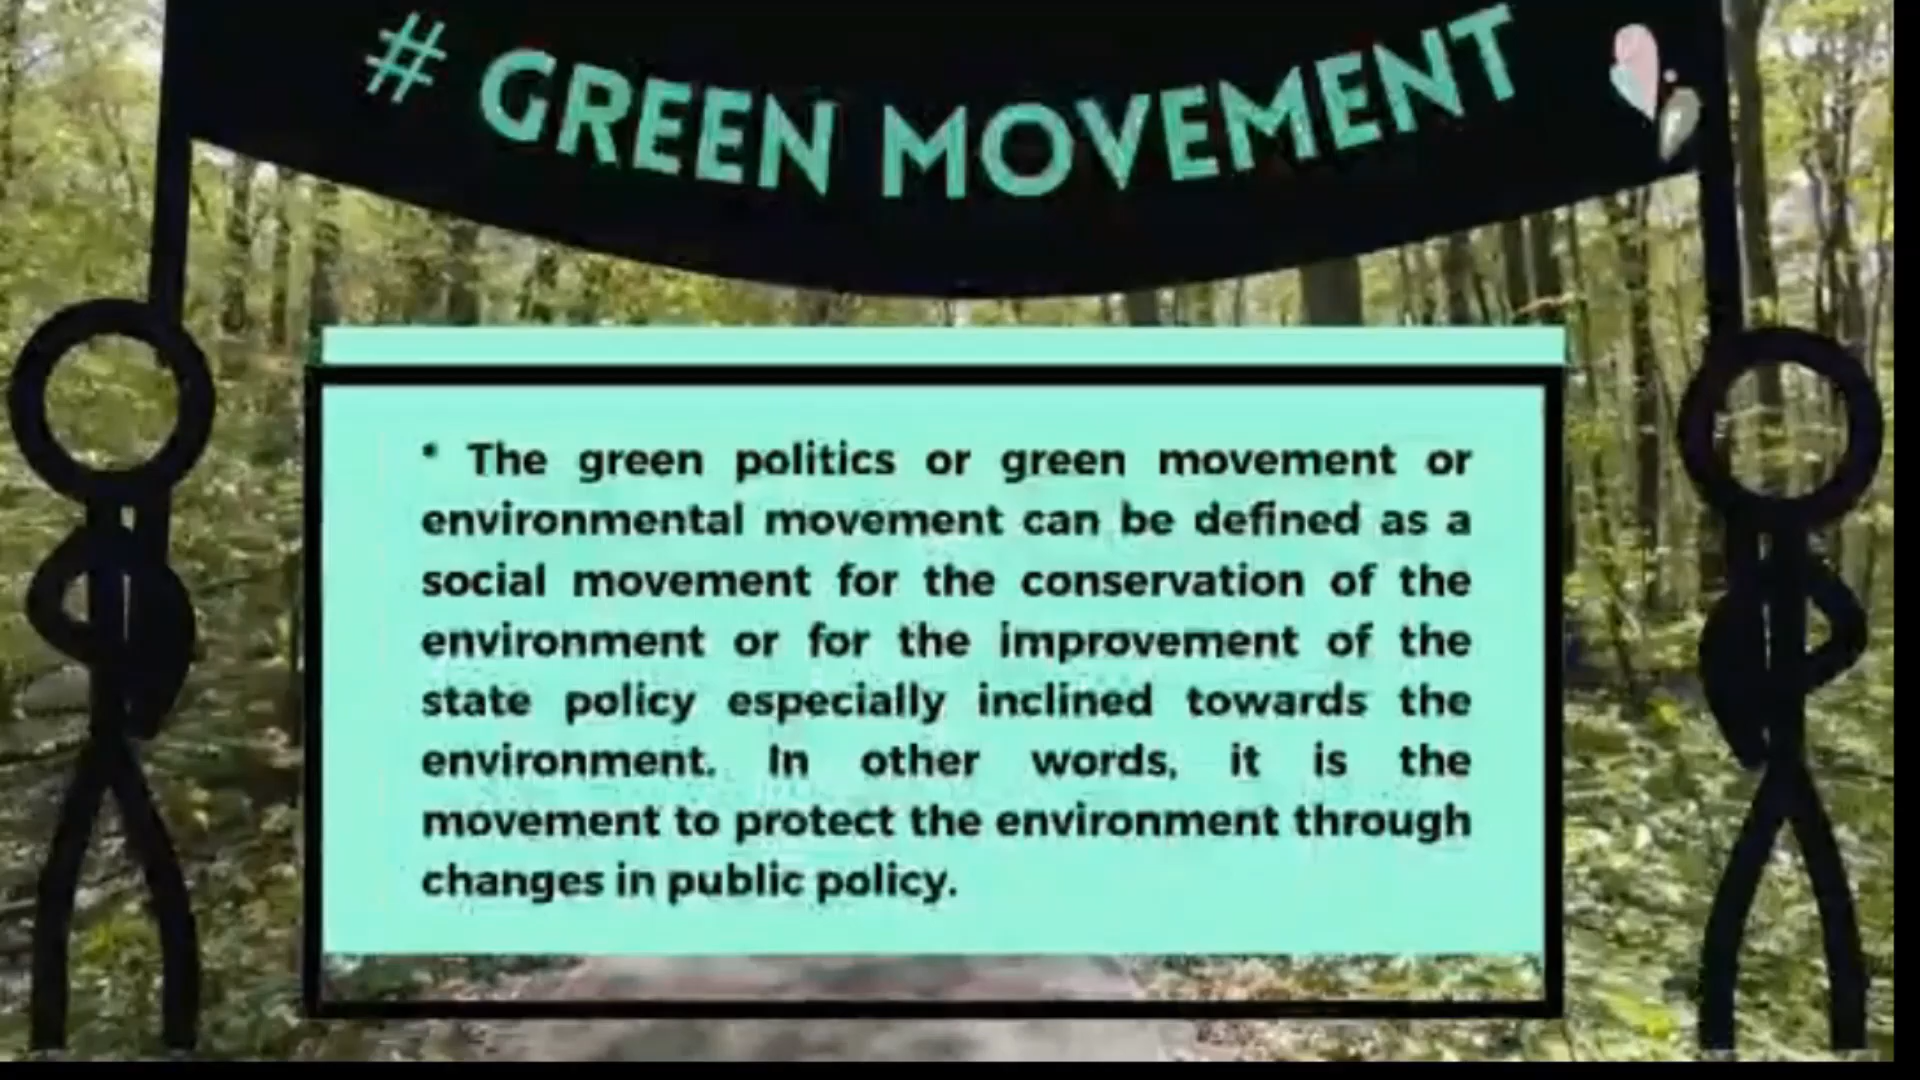 # GREEN MOVEMENT
* The green politics or green movement or
environmental movement can be defined as a
social movement for the conservation of the
environment or for the improvement of the
state policy especially inclined towards the
environment. In other words, it is the
movement to protect the environment through
changes in public policy.